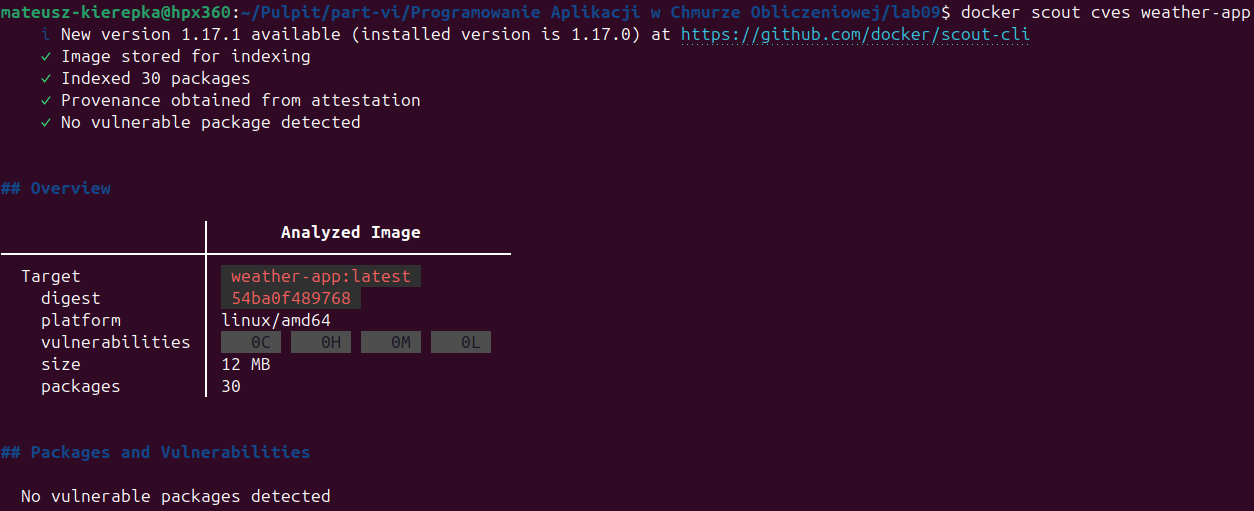 mateusz-kierepka@hpx360:~/Pulpit/part-vi/Programowanie Aplikacji w Chmurze Obliczeniowej/lab09$ docker scout cves weather-app
i New version 1.17.1 available (installed version is 1.17.0) at https://github.com/docker/scout-cli
✓ Image stored for indexing
✓ Indexed 30 packages
✓ Provenance obtained from attestation
✓ No vulnerable package detected
## Overview
Analyzed Image
Target weather-app:latest
digest 54ba0f489768
platform linux/amd64
vulnerabilities 0C 0H 0M 0L
size 12 MB
packages 30
## Packages and Vulnerabilities
No vulnerable packages detected